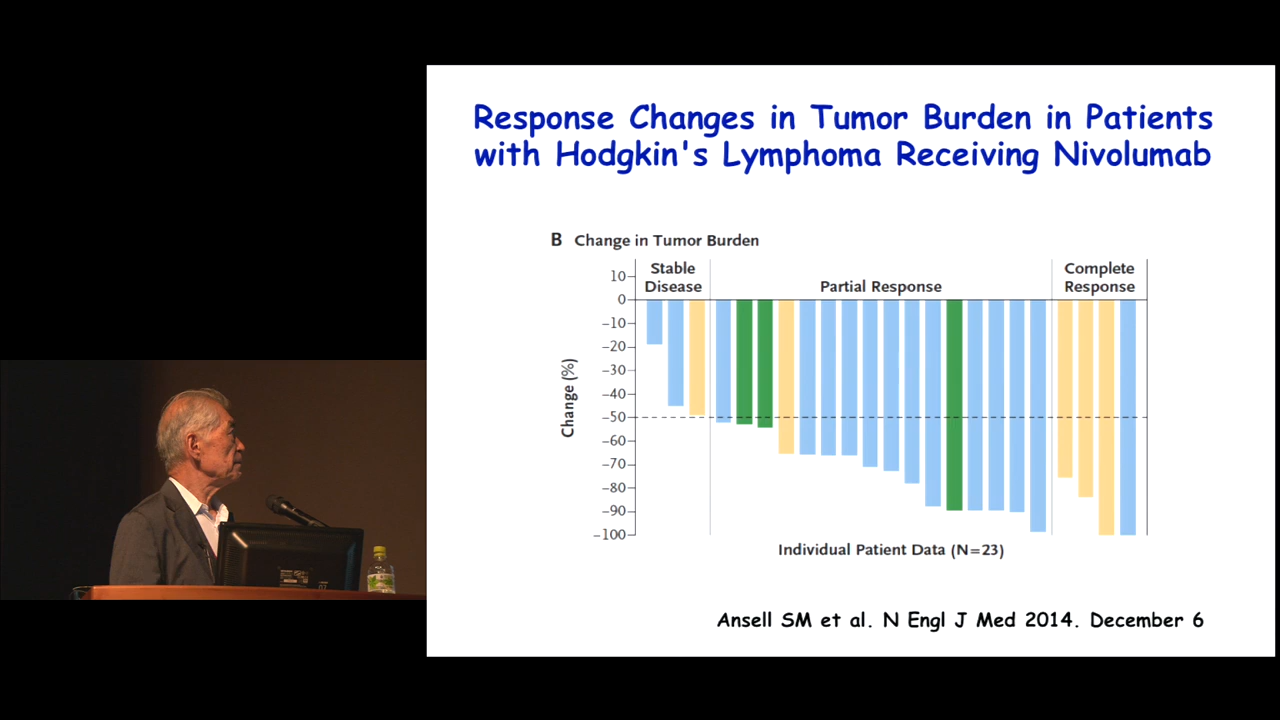 Response Changes in Tumor Burden in Patients
with Hodgkin's Lymphoma Receiving Nivolumab
B Change in Tumor Burden
Stable
Disease
Partial Response
Complete
Response
10
0
–10
–20
–30
–40
–50
–60
–70
–80
–90
–100
Change (%)
Individual Patient Data (N=23)
Ansell SM et al. N Engl J Med 2014. December 6